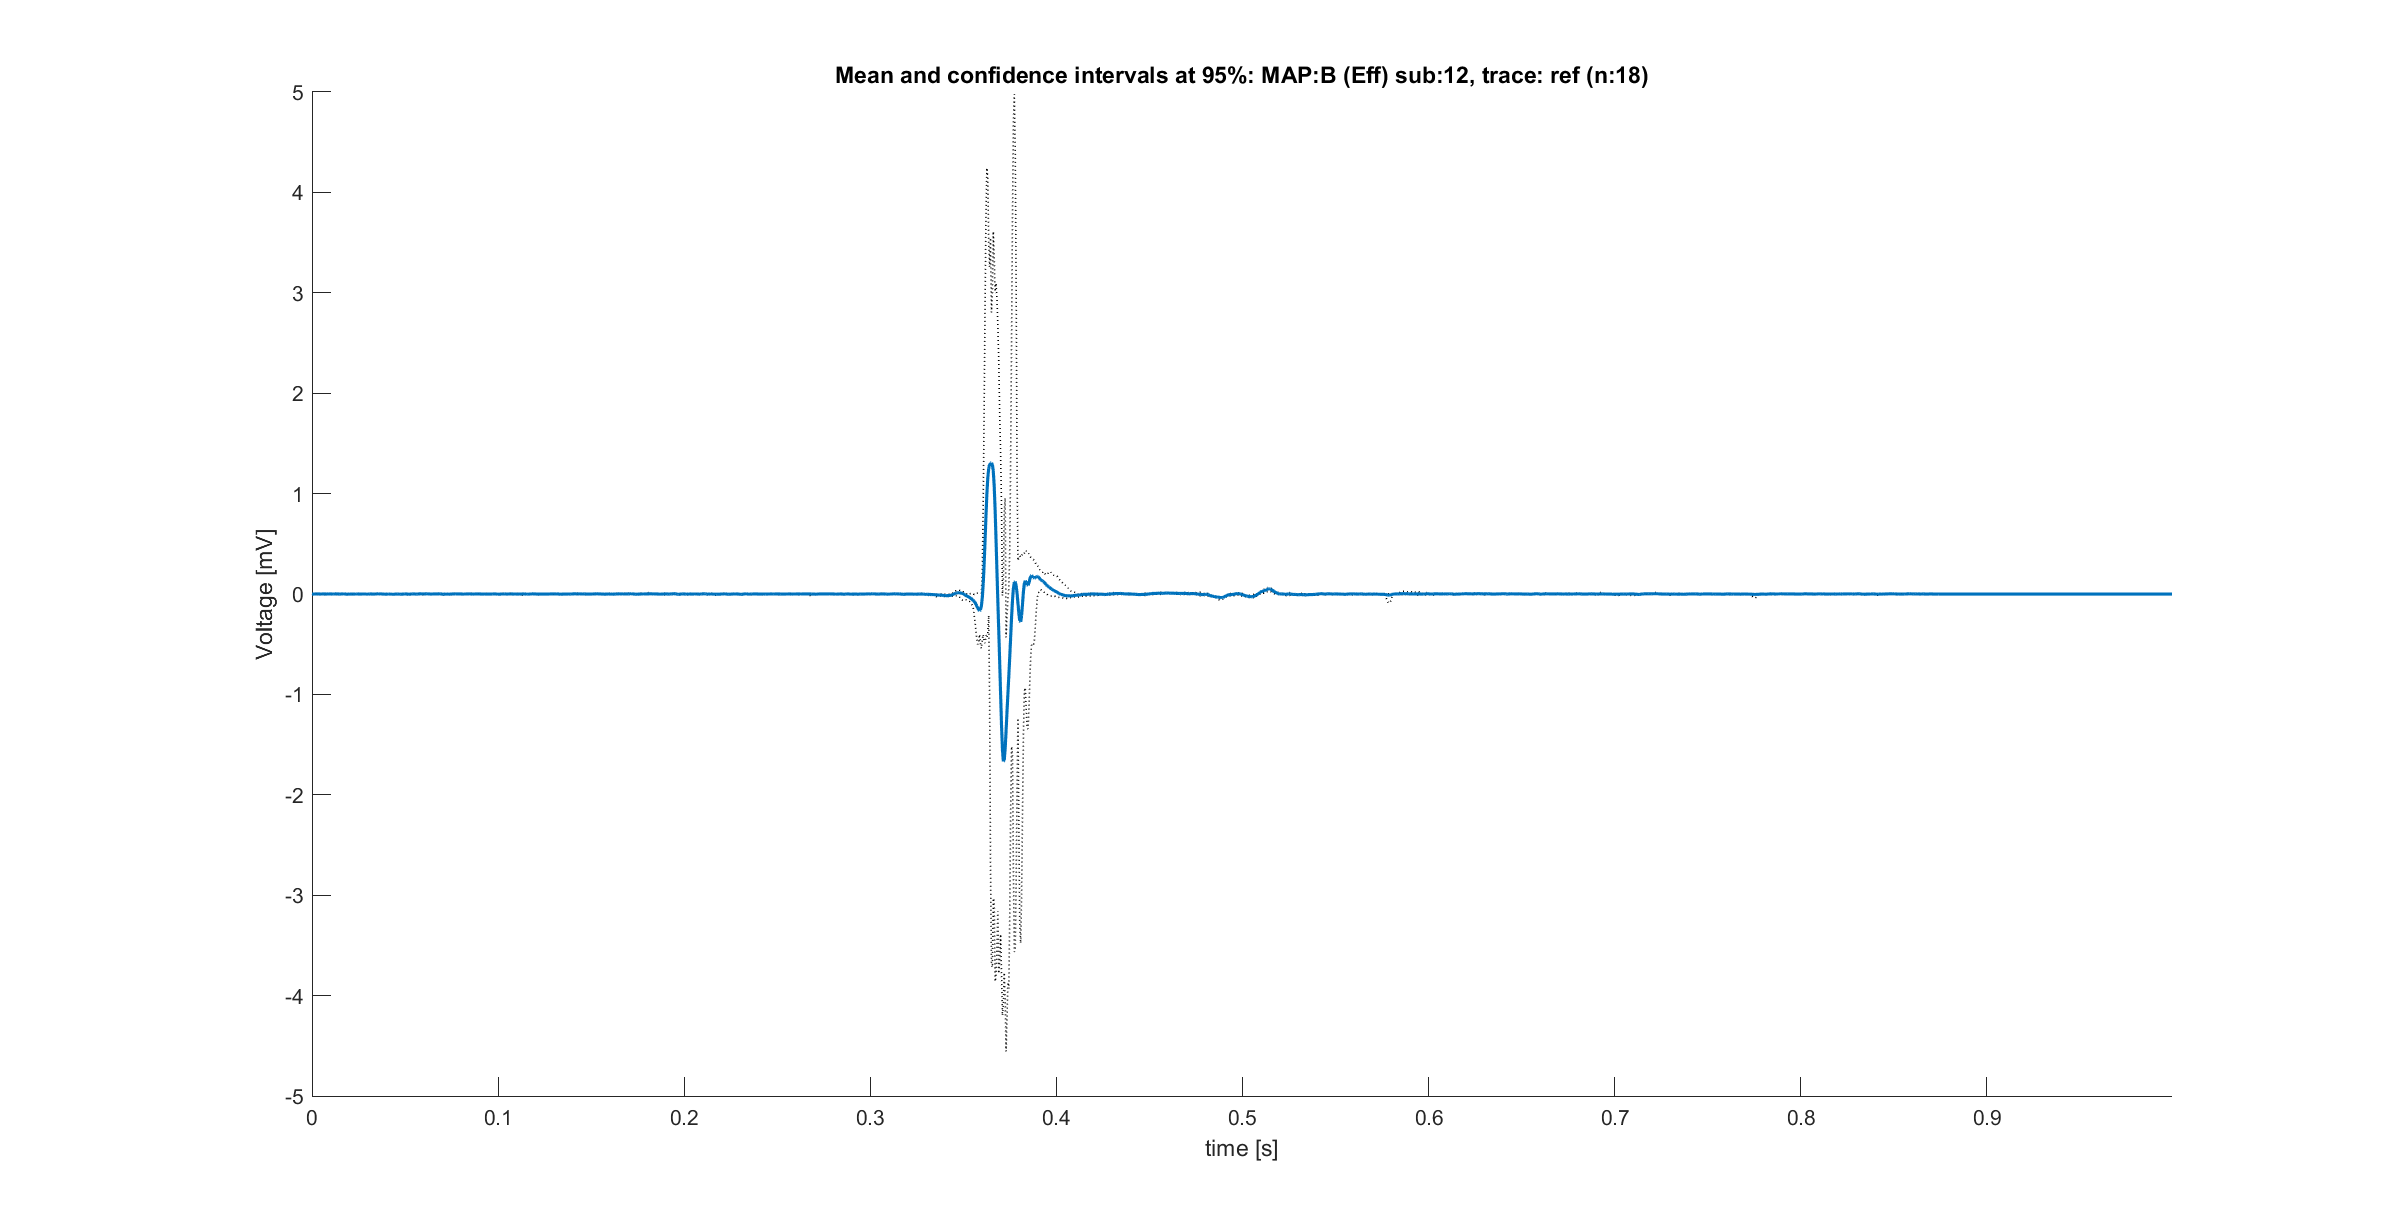 Mean and confidence intervals at 95%: MAP:B (Eff) sub:12, trace: ref (n:18)
5
4
3
2
1
0
-1
-2
-3
-4
-5
Voltage [mV]
0 0.1 0.2 0.3 0.4 0.5 0.6 0.7 0.8 0.9
time [s]